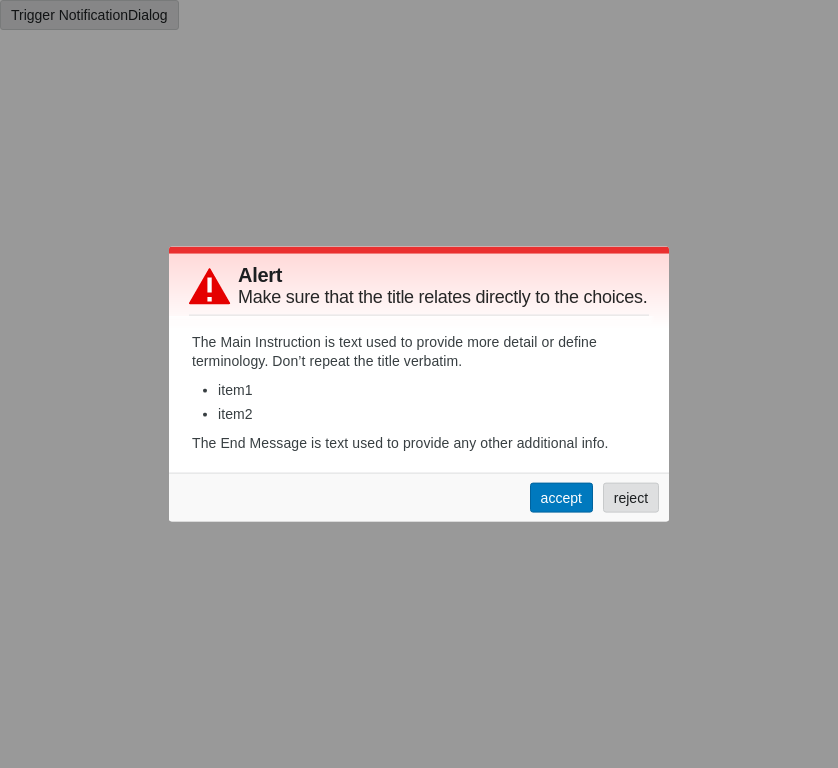 Trigger NotificationDialog
Alert
Make sure that the title relates directly to the choices.
The Main Instruction is text used to provide more detail or define
terminology. Don’t repeat the title verbatim.
item1
item2
The End Message is text used to provide any other additional info.
accept reject